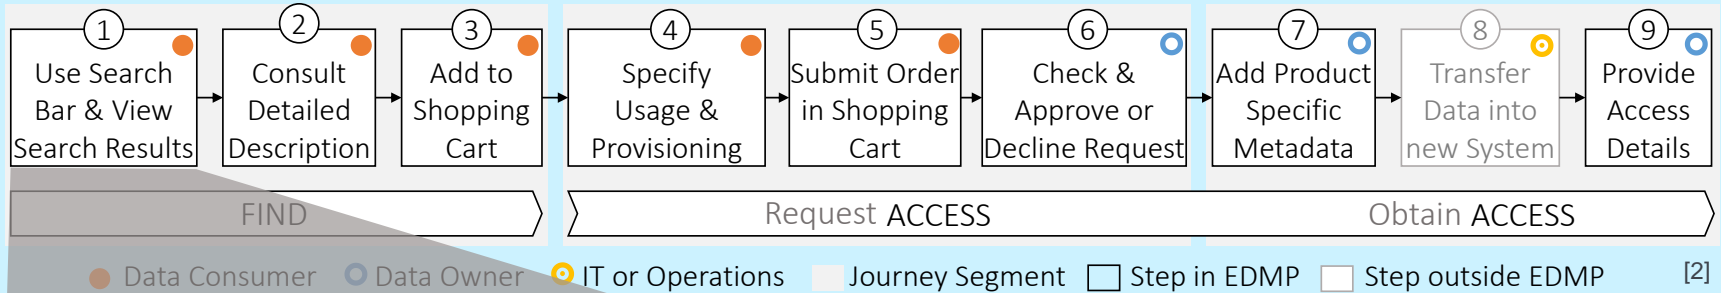 1
Use Search
Bar & View
Search Results
2
Consult
Detailed
Description
3
Add to
Shopping
Cart
4
Specify
Usage &
Provisioning
5
Submit Order
in Shopping
Cart
6
Check &
Approve or
Decline Request
7
Add Product
Specific
Metadata
8
Transfer
Data into
new System
9
Provide
Access
Details
FIND
Request ACCESS
Obtain ACCESS
Data Consumer
Data Owner
IT or Operations
Journey Segment
Step in EDMP
Step outside EDMP
[2]